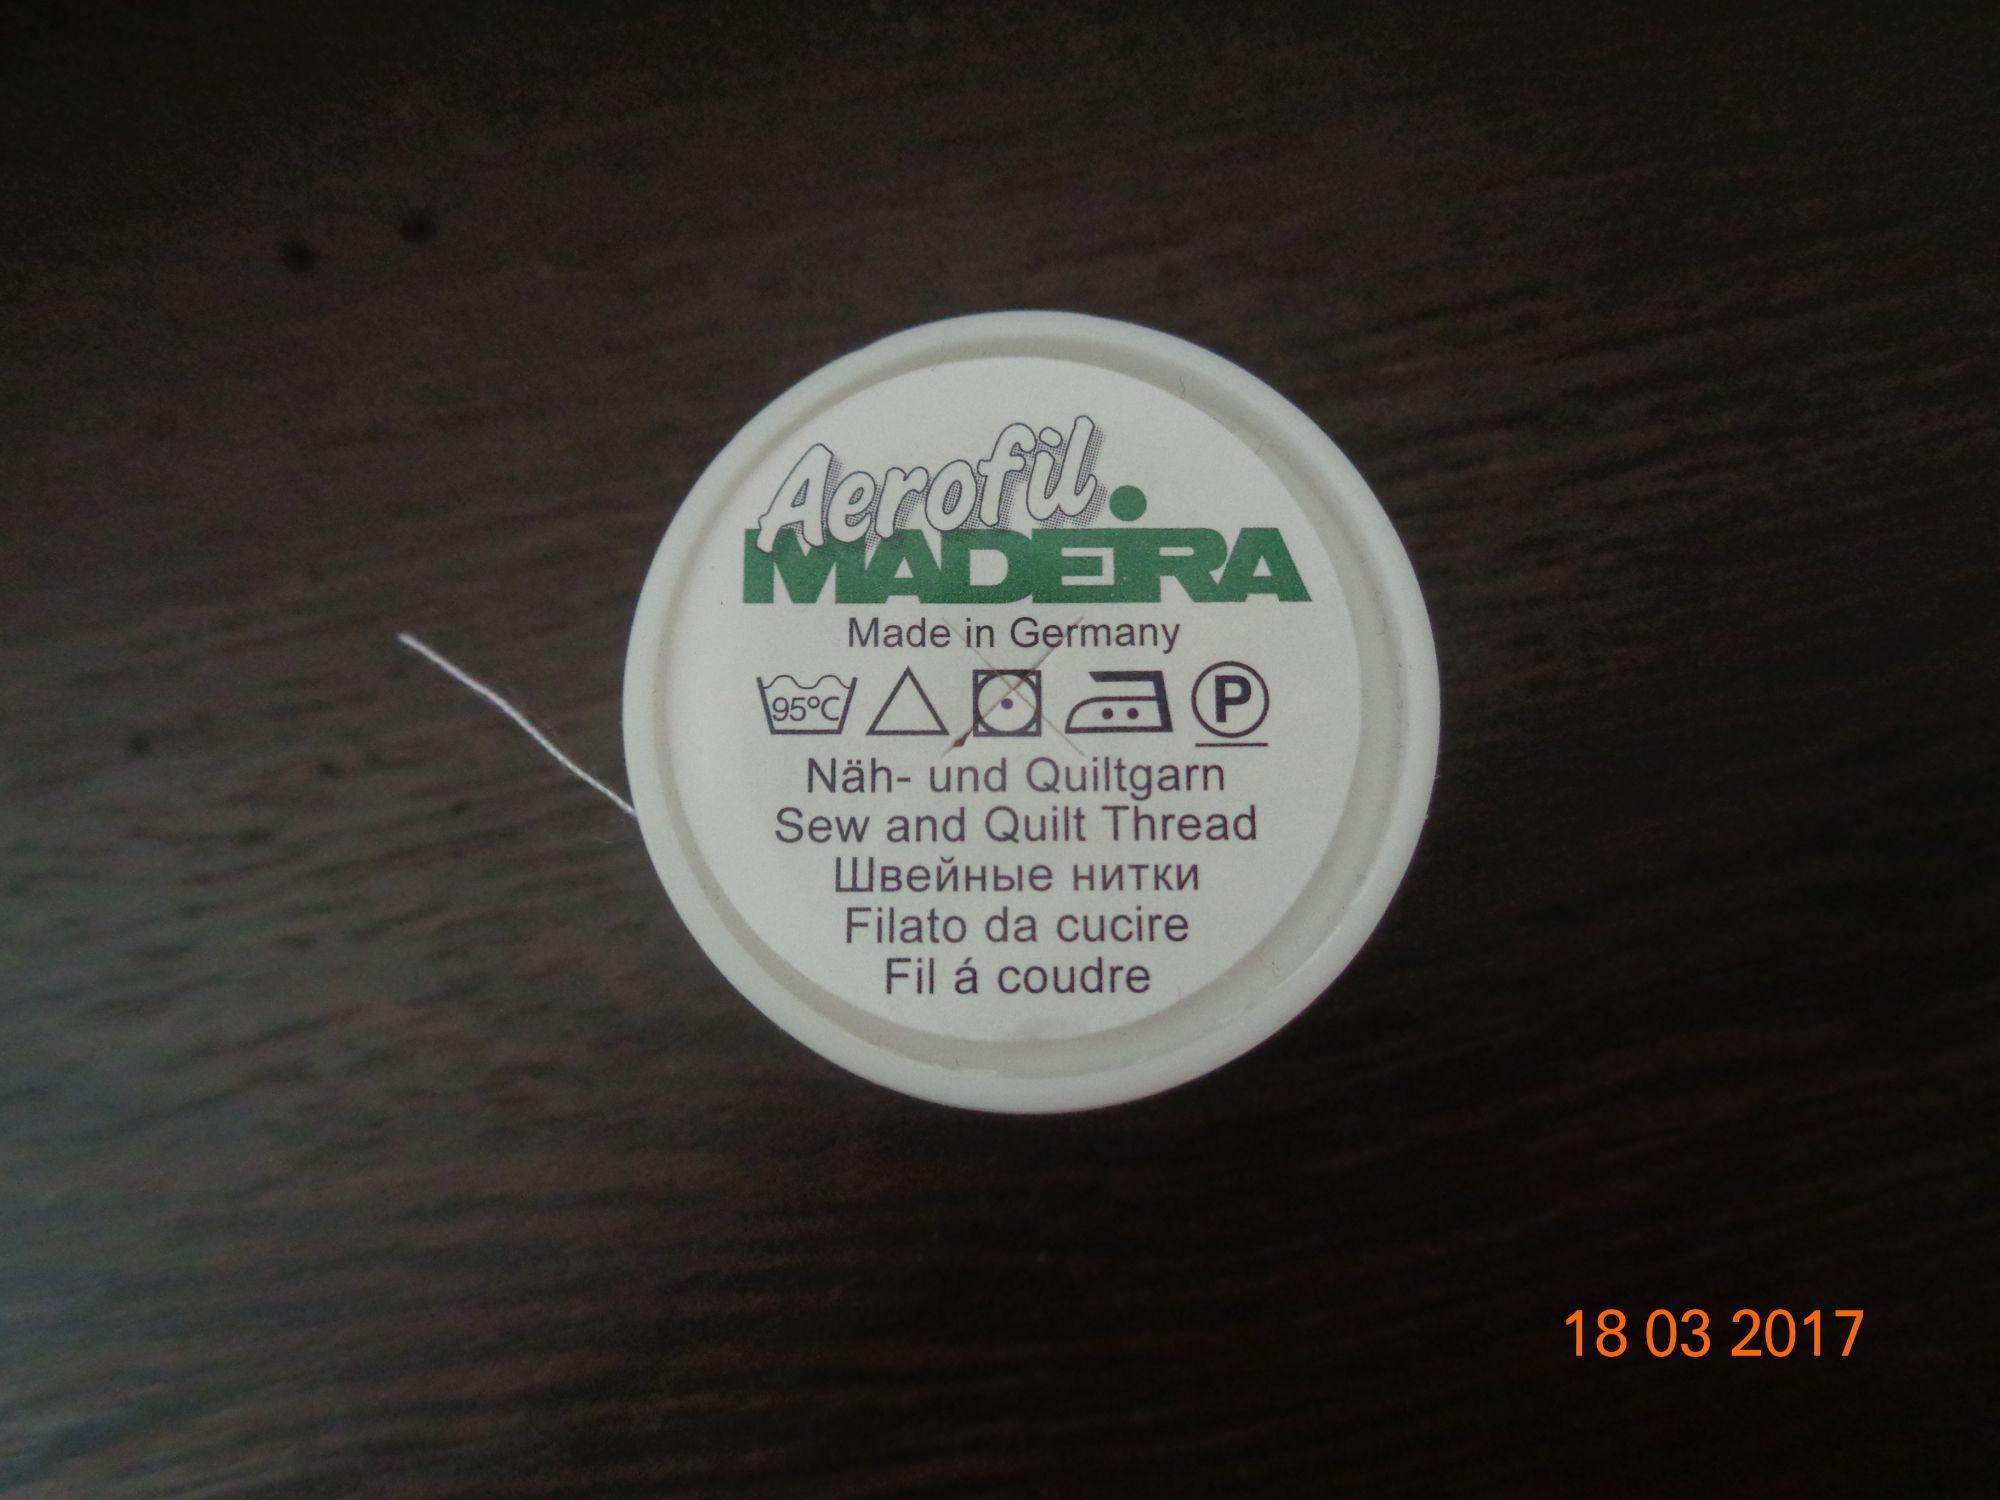 Aerofil
MADEIRA
Made in Germany
95°C P
Näh- und Quiltgarn
Sew and Quilt Thread
Швейные нитки
Filato da cucire
Fil á coudre
18 03 2017